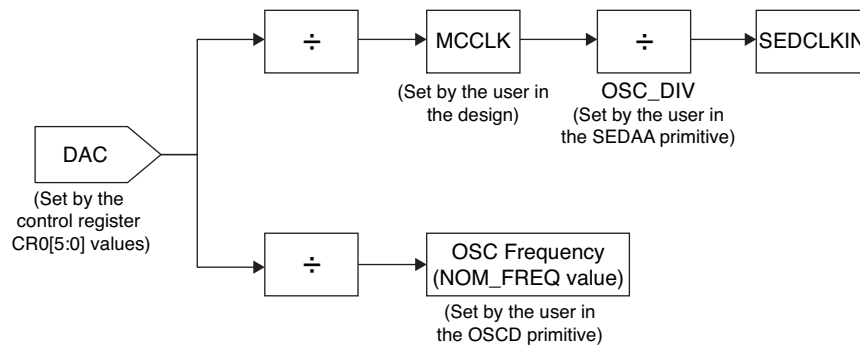 ÷
MCCLK
÷
SEDCLKIN
(Set by the user in
the design)
OSC_DIV
(Set by the user in
the SEDAA primitive)
DAC
(Set by the
control register
CR0[5:0] values)
÷
OSC Frequency
(NOM_FREQ value)
(Set by the user in
the OSCD primitive)